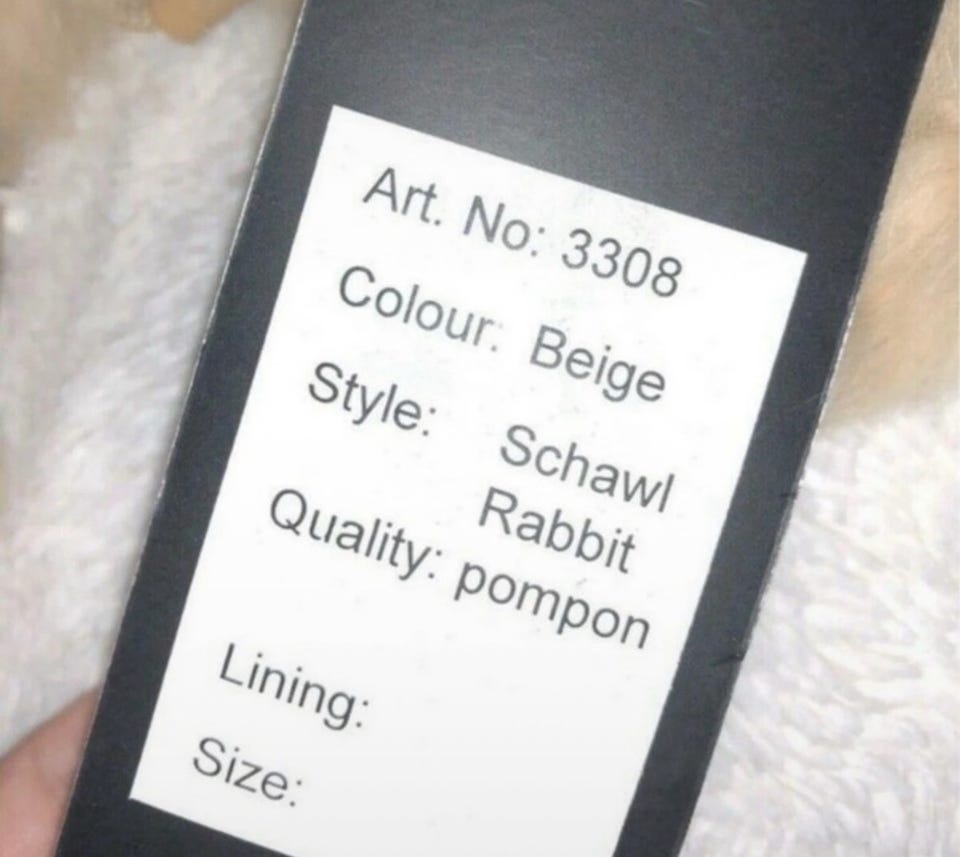 Art. No: 3308
Colour: Beige
Style: Schawl
Rabbit
Quality: pompon
Lining:
Size: